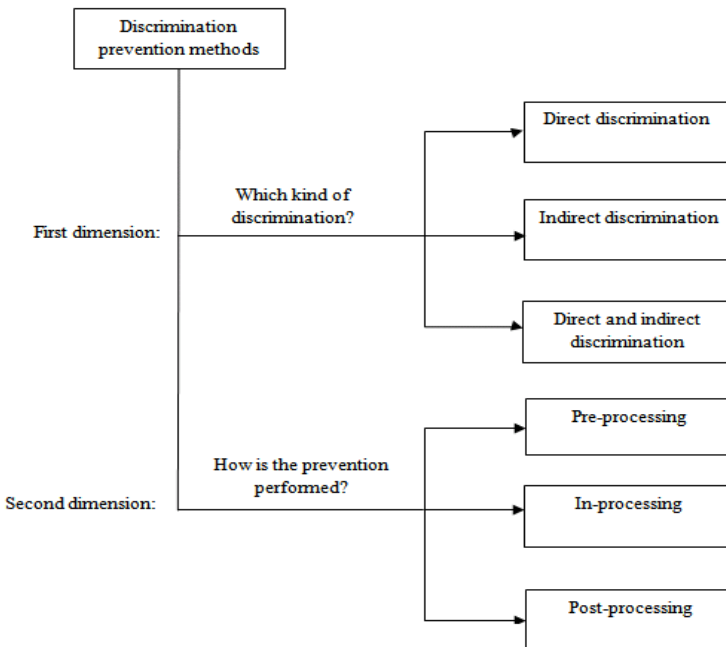 Discrimination
prevention methods
Direct discrimination
Which kind of
discrimination?
First dimension:
Indirect discrimination
Direct and indirect
discrimination
Pre-processing
How is the prevention
performed?
Second dimension:
In-processing
Post-processing